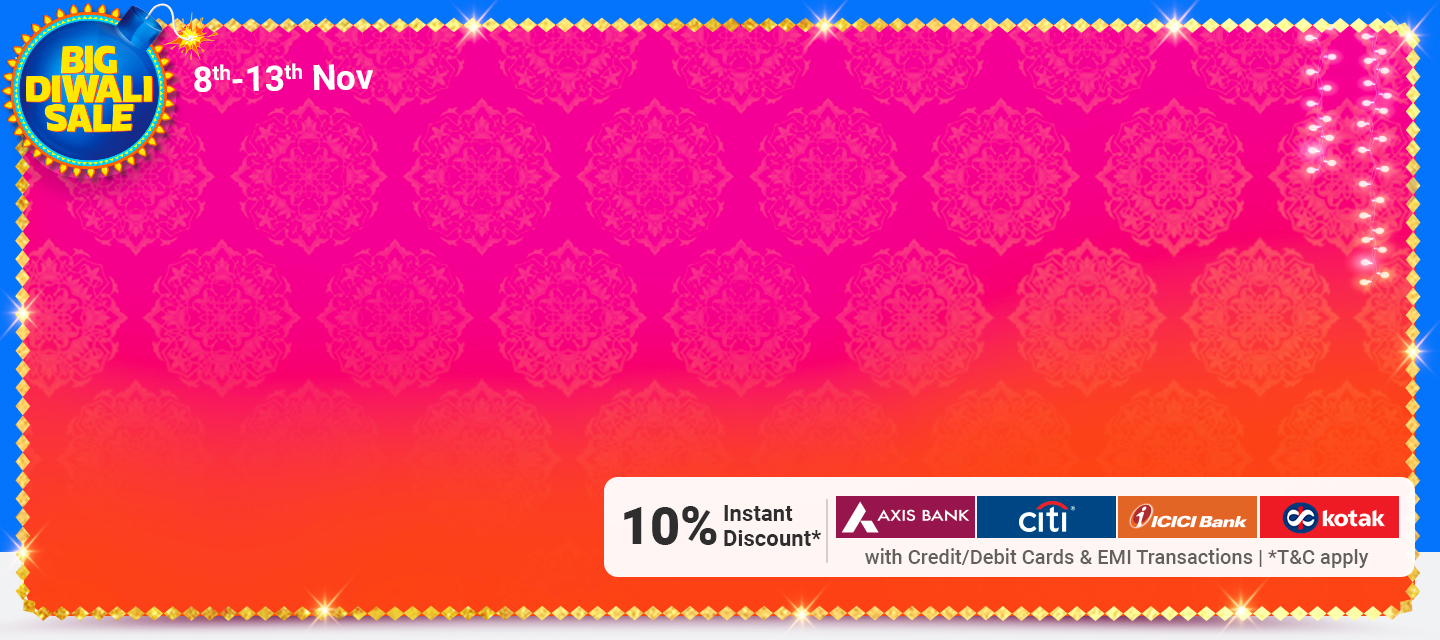 BIG
DIWALI
SALE
8th-13th Nov
10% Instant
Discount*
AXIS BANK
citi®
ICICI Bank
kotak
with Credit/Debit Cards & EMI Transactions | *T&C apply